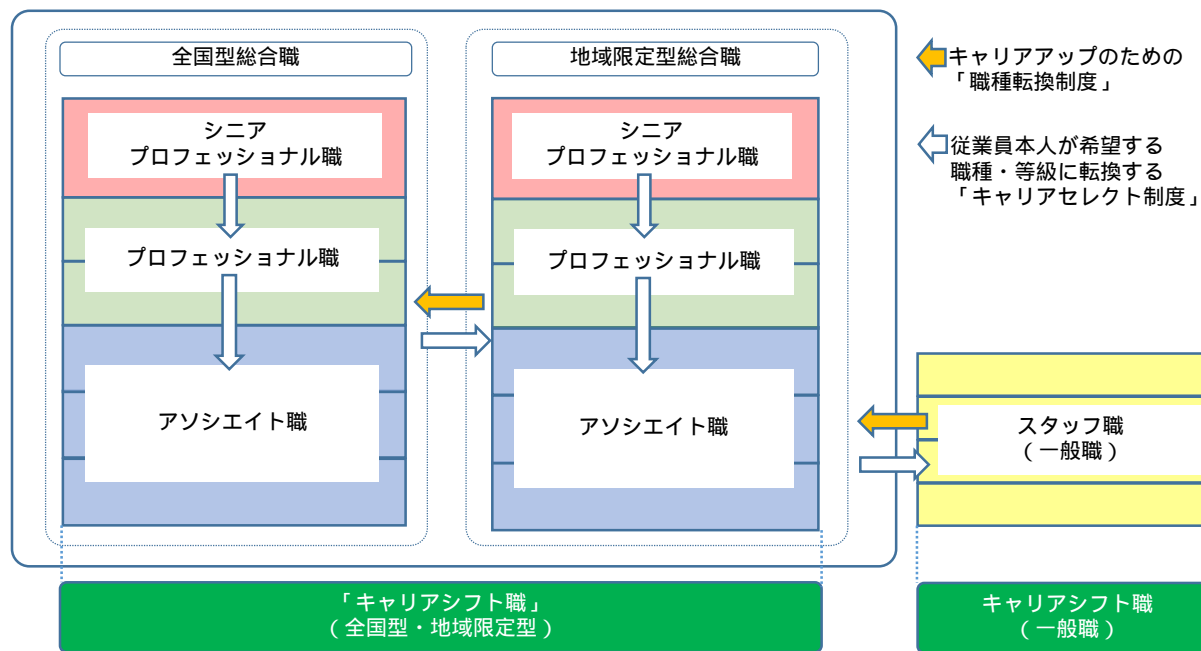 全国型総合職
シニア
プロフェッショナル職
プロフェッショナル職
アソシエイト職
地域限定型総合職
シニア
プロフェッショナル職
プロフェッショナル職
アソシエイト職
キャリアアップのための
「職種転換制度」
従業員本人が希望する
職種・等級に転換する
「キャリアセレクト制度」
スタッフ職
(一般職)
「キャリアシフト職」
(全国型・地域限定型)
キャリアシフト職
(一般職)